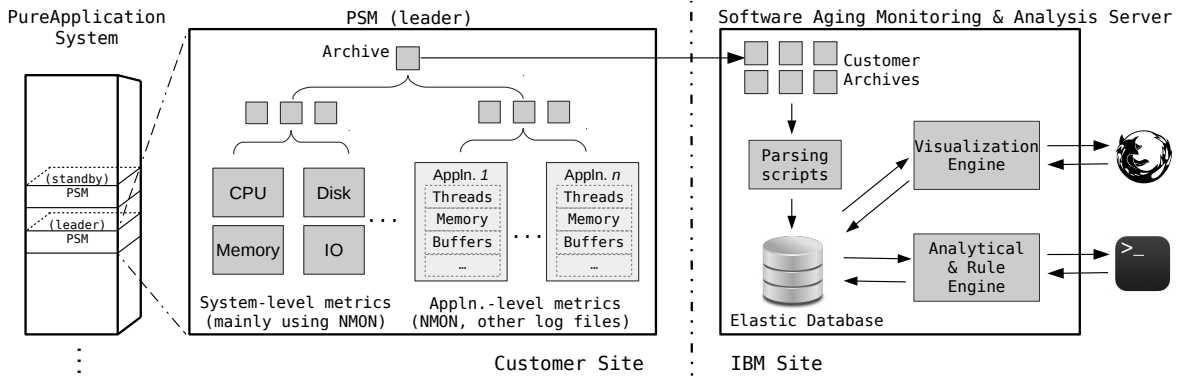 PureApplication
System
(standby)
PSM
(leader)
PSM
PSM (leader)
Archive
CPU
Disk
Memory
IO
...
Appln. 1
Threads
Memory
Buffers
...
...
Appln. n
Threads
Memory
Buffers
...
System-level metrics
(mainly using NMON)
Appln.-level metrics
(NMON, other log files)
Customer Site
Software Aging Monitoring & Analysis Server
Customer
Archives
Parsing
scripts
Visualization
Engine
Analytical
& Rule
Engine
>_
Elastic Database
IBM Site